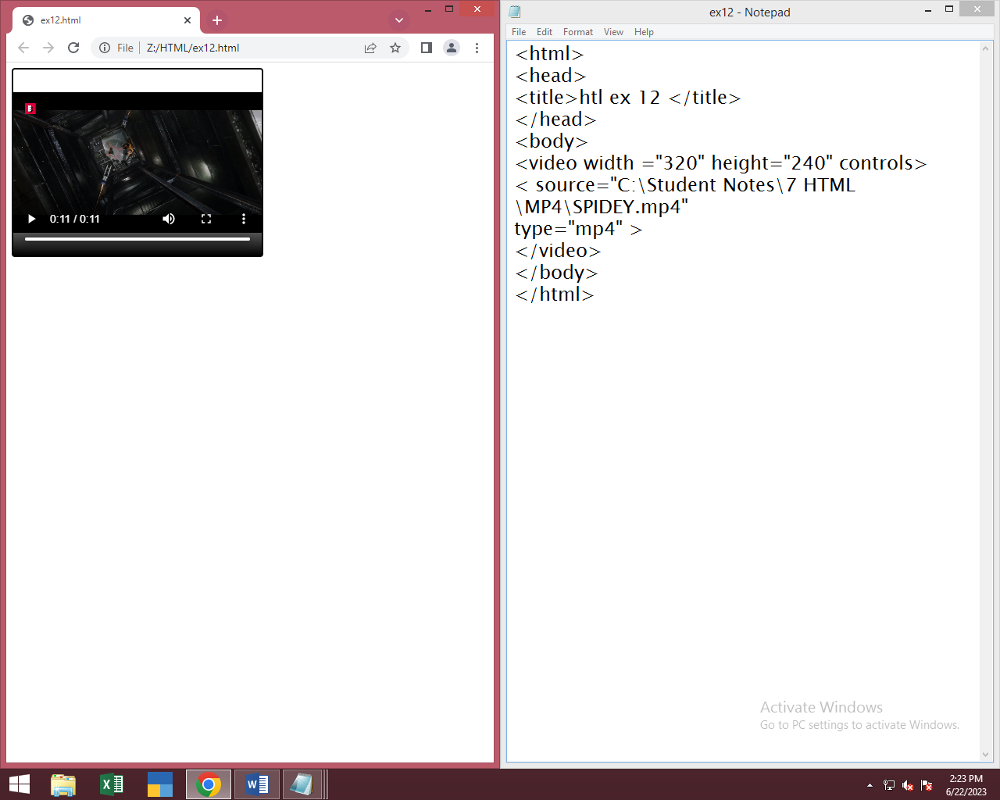 ex12.html
File
Z:/HTML/ex12.html
B
0:11 / 0:11
ex12 - Notepad
File Edit Format View Help
<html>
<head>
<title>htl ex 12 </title>
</head>
<body>
<video width ="320" height="240" controls>
< source="C:\Student Notes\7 HTML
\MP4\SPIDEY.mp4"
type="mp4" >
</video>
</body>
</html>
Activate Windows
Go to PC settings to activate Windows.
2:23 PM
6/22/2023